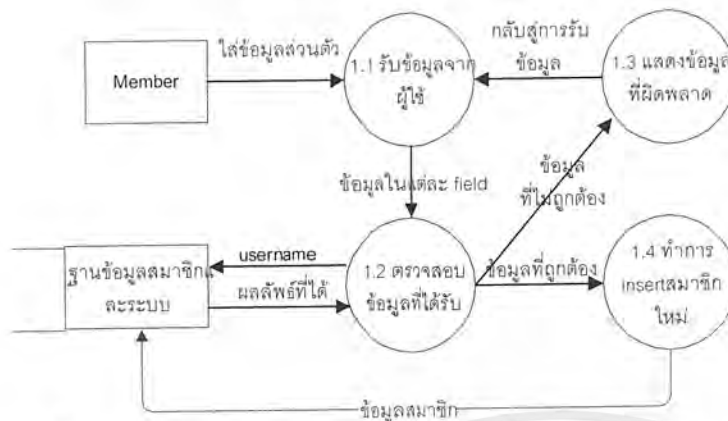 ใส่ข้อมูลส่วนตัว
Member
1.1 รับข้อมูลจาก
ผู้ใช้
กลับสู่การรับ
ข้อมูล
1.3 แสดงข้อมูล
ที่ผิดพลาด
ข้อมูลในแต่ละ field
ข้อมูล
ที่ไม่ถูกต้อง
ฐานข้อมูลสมาชิกแ
ละระบบ
username
ผลลัพธ์ที่ได้
1.2 ตรวจสอบ
ข้อมูลที่ได้รับ
ข้อมูลที่ถูกต้อง
1.4 ทำการ
insertสมาชิก
ใหม่
ข้อมูลสมาชิก